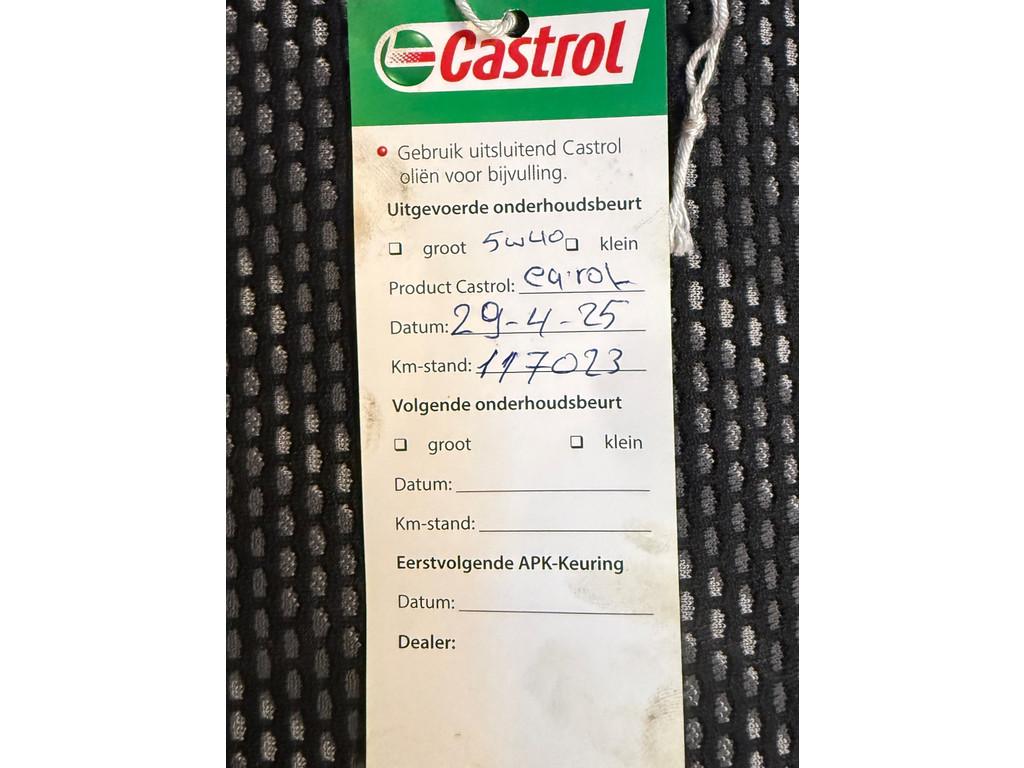 Castrol
Gebruik uitsluitend Castrol
oliën voor bijvulling.
Uitgevoerde onderhoudsbeurt
groot 5w40 klein
Product Castrol:
Datum: 29-4-25
Km-stand: 117023
Volgende onderhoudsbeurt
groot klein
Datum:
Km-stand:
Eerstvolgende APK-Keuring
Datum:
Dealer: